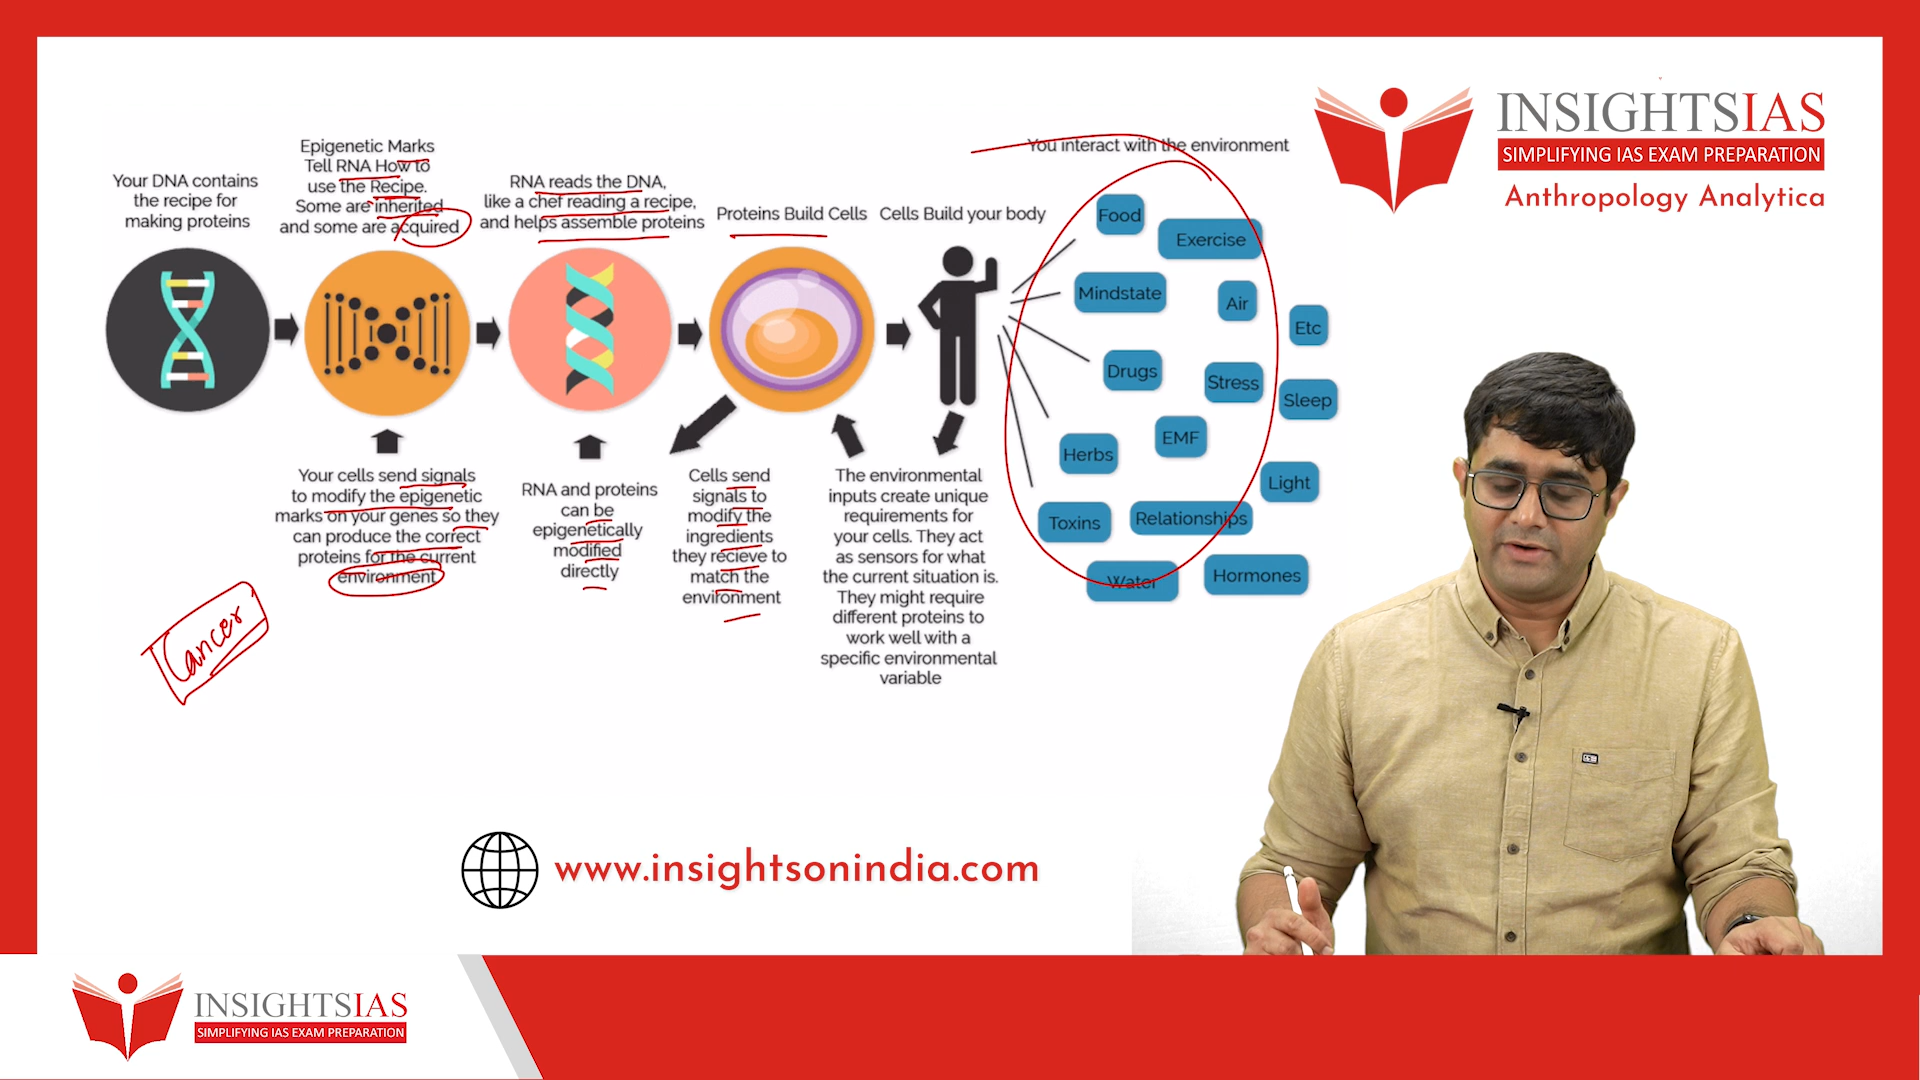 INSIGHTSIAS
SIMPLIFYING IAS EXAM PREPARATION
Anthropology Analytica
Your DNA contains
the recipe for
making proteins
Epigenetic Marks
Tell RNA How to
use the Recipe.
Some are inherited
and some are acquired
RNA reads the DNA,
like a chef reading a recipe,
and helps assemble proteins
Proteins Build Cells
Cells Build your body
You interact with the environment
Food
Exercise
Mindstate
Air
Etc
Drugs
Stress
Sleep
EMF
Herbs
Light
Toxins
Relationships
Water
Hormones
Your cells send signals
to modify the epigenetic
marks on your genes so they
can produce the correct
proteins for the current
environment
RNA and proteins
can be
epigenetically
modified
directly
Cells send
signals to
modify the
ingredients
they recieve to
match the
environment
The environmental
inputs create unique
requirements for
your cells. They act
as sensors for what
the current situation is.
They might require
different proteins to
work well with a
specific environmental
variable
Cancer
www.insightsonindia.com
INSIGHTSIAS
SIMPLIFYING IAS EXAM PREPARATION